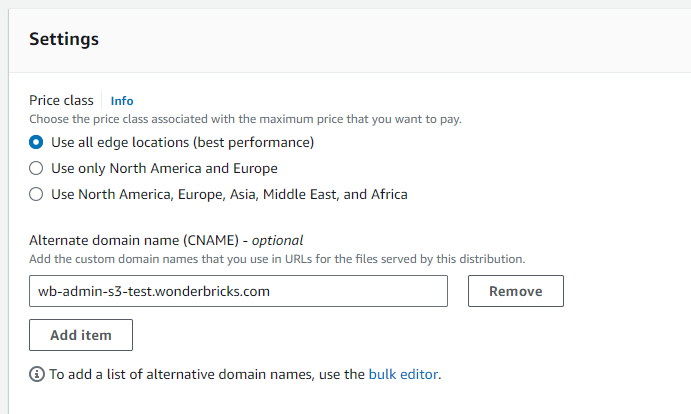 Settings
Price class Info
Choose the price class associated with the maximum price that you want to pay.
Use all edge locations (best performance)
Use only North America and Europe
Use North America, Europe, Asia, Middle East, and Africa
Alternate domain name (CNAME) - optional
Add the custom domain names that you use in URLs for the files served by this distribution.
wb-admin-s3-test.wonderbricks.com
Remove
Add item
To add a list of alternative domain names, use the bulk editor.